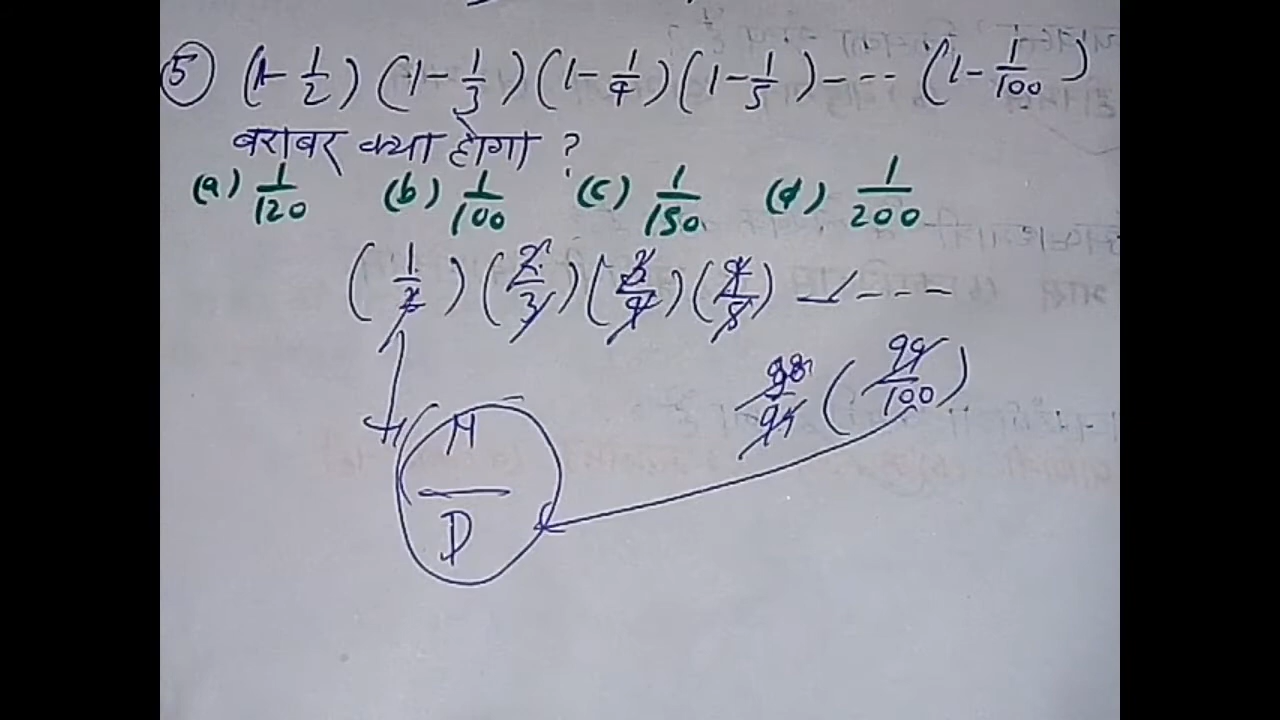 5 (1-1/2) (1-1/3) (1-1/4) (1-1/5) ---- (1-1/100)
बराबर क्या होगा ?
(a) 1/120 (b) 1/100 (c) 1/150 (d) 1/200
(1/2) (2/3) (3/4) (4/5) ----
98/99 (99/100)
N
D